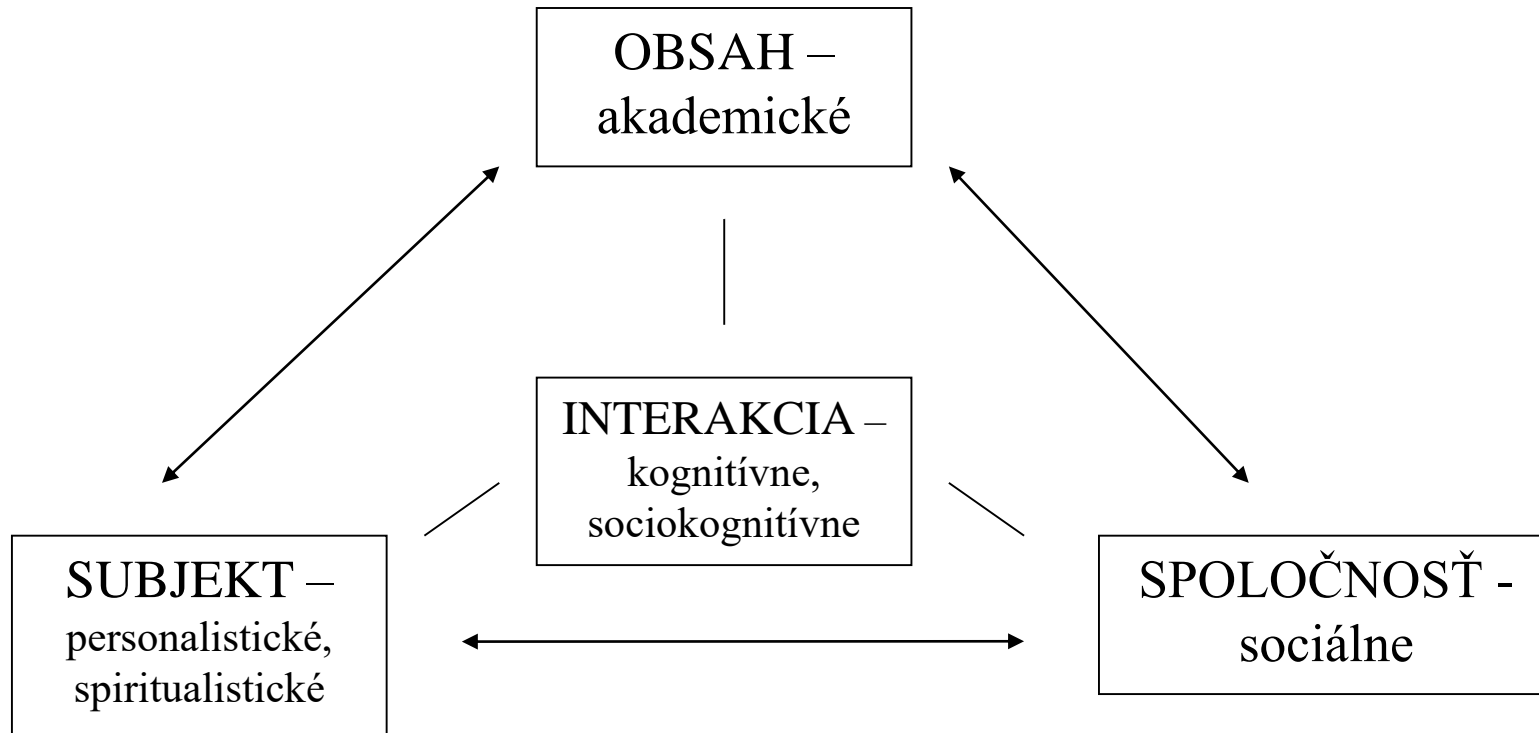 OBSAH –
akademické
INTERAKCIA –
kognitívne,
sociokognitívne
SUBJEKT –
personalistické,
spiritualistické
SPOLOČNOSŤ -
sociálne